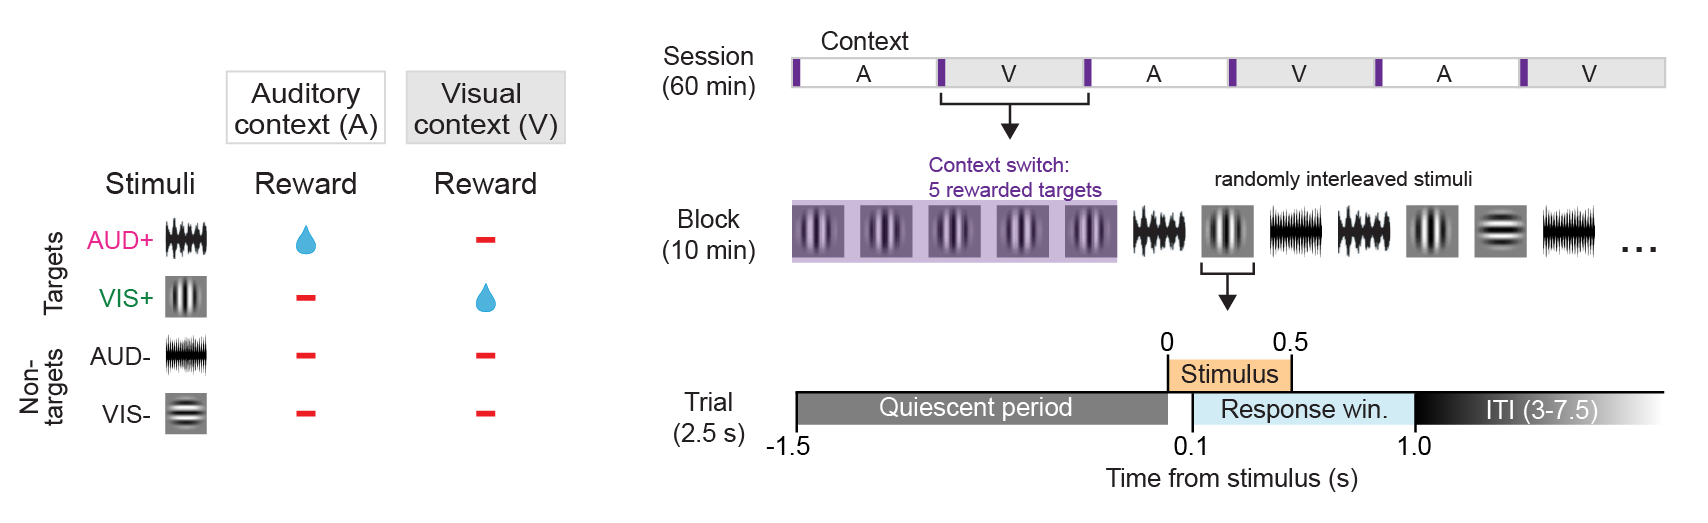 Auditory
context (A)
Visual
context (V)
Stimuli
Reward
Reward
Targets
AUD+
VIS+
Non-
targets
AUD-
VIS-
Session
(60 min)
Context
A
V
A
V
A
V
Context switch:
5 rewarded targets
randomly interleaved stimuli
Block
(10 min)
...
0
0.5
Stimulus
Trial
(2.5 s)
Quiescent period
Response win.
ITI (3-7.5)
-1.5
0.1
1.0
Time from stimulus (s)